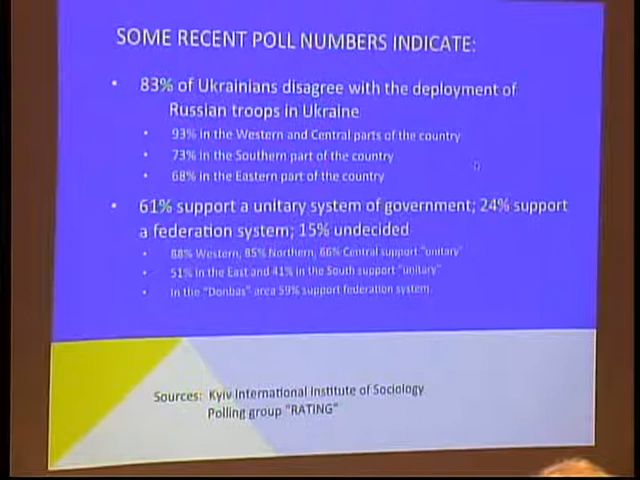 SOME RECENT POLL NUMBERS INDICATE:
• 83% of Ukrainians disagree with the deployment of
Russian troops in Ukraine
• 93% in the Western and Central parts of the country
• 73% in the Southern part of the country
• 68% in the Eastern part of the country
• 61% support a unitary system of government; 24% support
a federation system; 15% undecided
• 88% Western, 85% Northern, 66% Central support "unitary"
• 51% in the East and 41% in the South support "unitary"
• In the "Donbas" area 59% support federation system.
Sources: Kyiv International Institute of Sociology
Polling group "RATING"